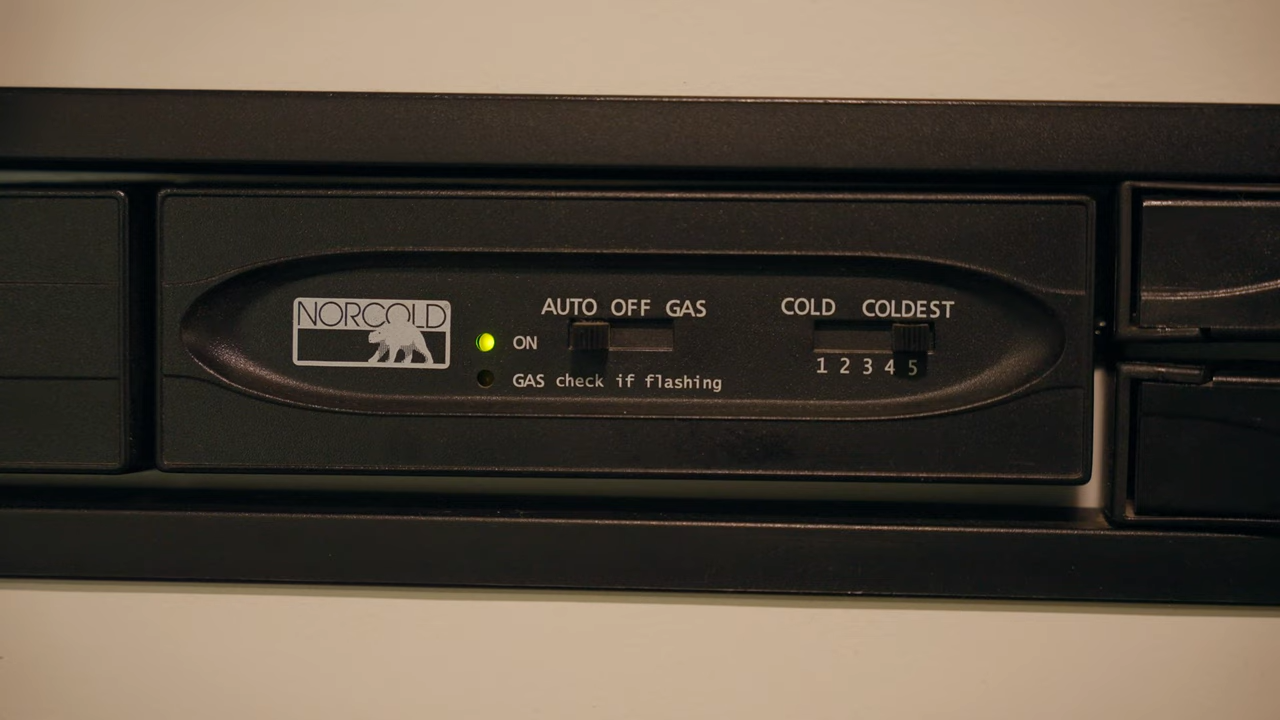 NORCOLD
AUTO OFF GAS
COLD COLDEST
ON
1 2 3 4 5
GAS check if flashing